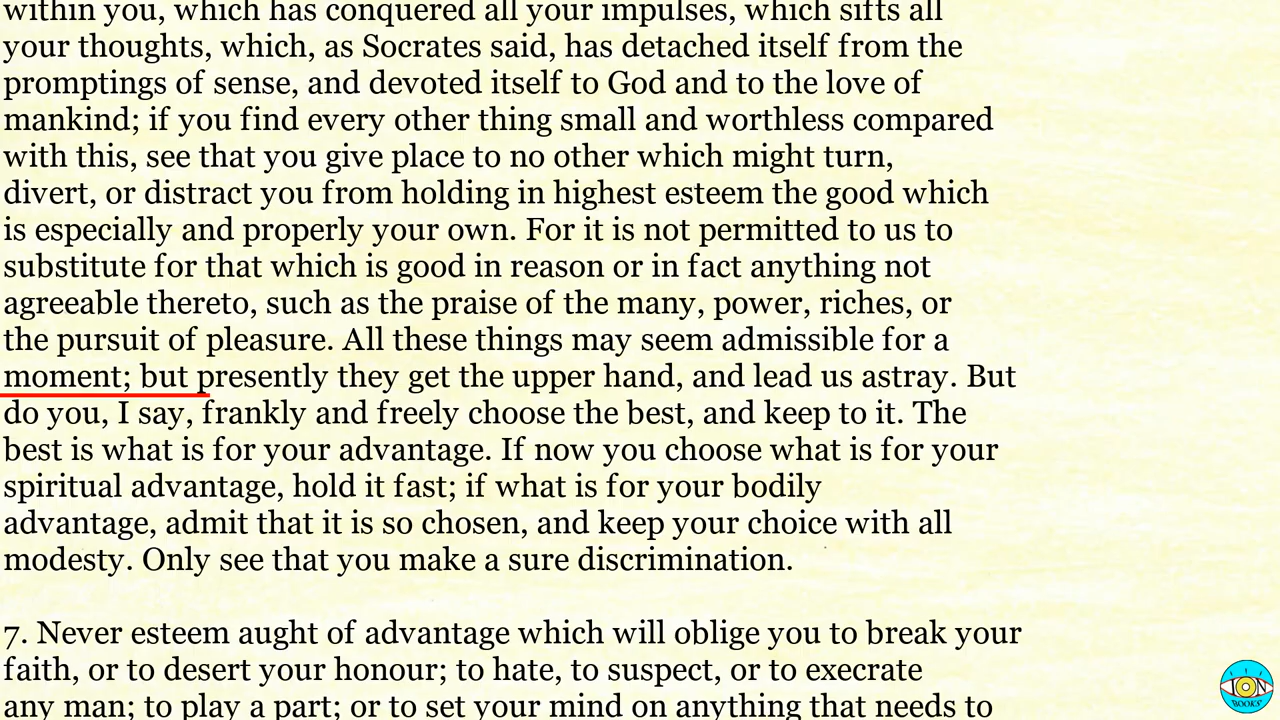 within you, which has conquered all your impulses, which sifts all
your thoughts, which, as Socrates said, has detached itself from the
promptings of sense, and devoted itself to God and to the love of
mankind; if you find every other thing small and worthless compared
with this, see that you give place to no other which might turn,
divert, or distract you from holding in highest esteem the good which
is especially and properly your own. For it is not permitted to us to
substitute for that which is good in reason or in fact anything not
agreeable thereto, such as the praise of the many, power, riches, or
the pursuit of pleasure. All these things may seem admissible for a
moment; but presently they get the upper hand, and lead us astray. But
do you, I say, frankly and freely choose the best, and keep to it. The
best is what is for your advantage. If now you choose what is for your
spiritual advantage, hold it fast; if what is for your bodily
advantage, admit that it is so chosen, and keep your choice with all
modesty. Only see that you make a sure discrimination.
7. Never esteem aught of advantage which will oblige you to break your
faith, or to desert your honour; to hate, to suspect, or to execrate
any man; to play a part; or to set your mind on anything that needs to
ION
BOOKS